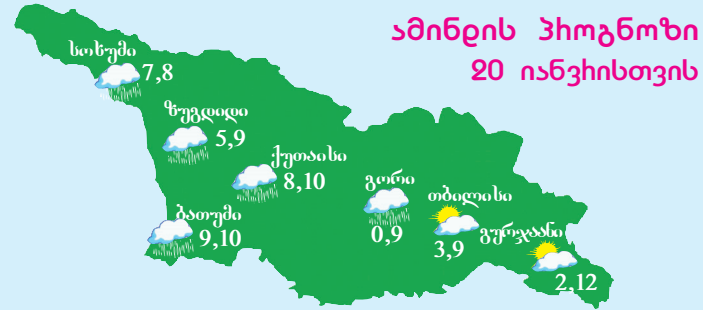 ამინდის პროგნოზი
20 იანვრისთვის
სოხუმი
7,8
ზუგდიდი
5,9
ქუთაისი
8,10
ბათუმი
9,10
გორი
0,9
თბილისი
3,9
გურჯაანი
2,12